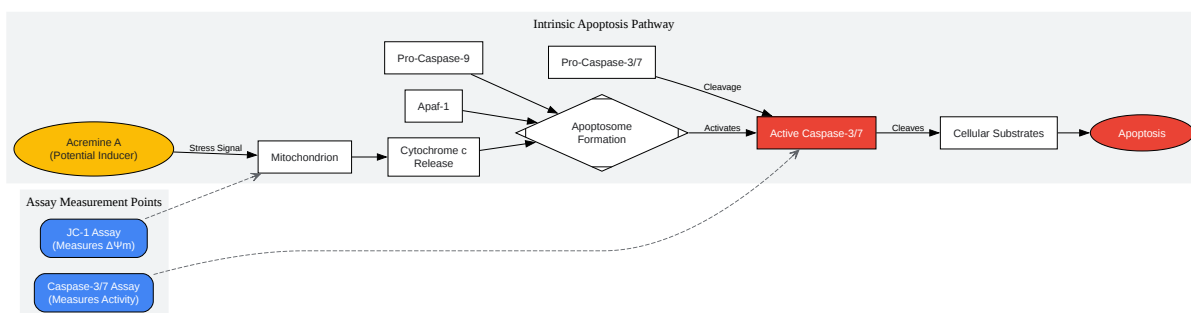 Intrinsic Apoptosis Pathway
Pro-Caspase-9
Pro-Caspase-3/7
Cleavage
Apaf-1
Acremine A
(Potential Inducer)
Stress Signal
Mitochondrion
Cytochrome c
Release
Apoptosome
Formation
Activates
Active Caspase-3/7
Cleaves
Cellular Substrates
Apoptosis
Assay Measurement Points
JC-1 Assay
(Measures ΔΨm)
Caspase-3/7 Assay
(Measures Activity)